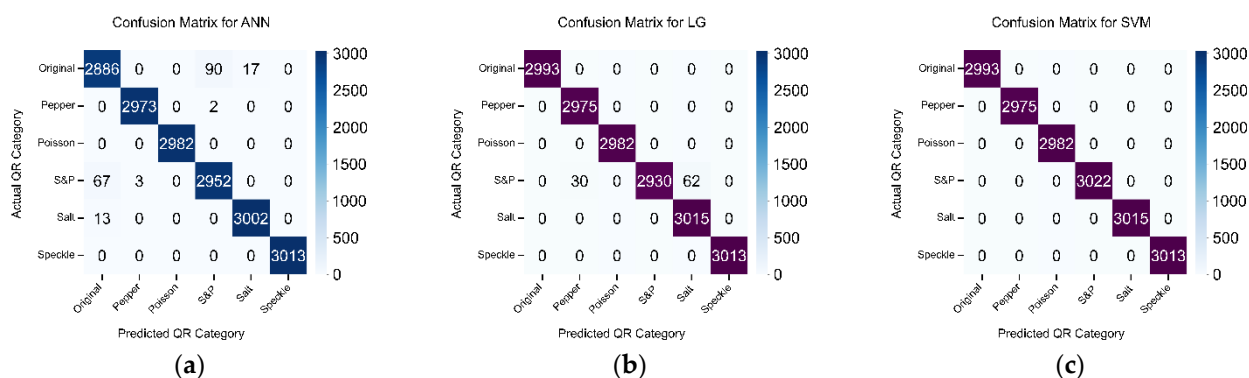 Confusion Matrix for ANN
Actual QR Category
Original 2886 0 0 90 17 0
Pepper 0 2973 0 2 0 0
Poisson 0 0 2982 0 0 0
S&P 67 3 0 2952 0 0
Salt 13 0 0 0 3002 0
Speckle 0 0 0 0 0 3013
Original Pepper Poisson S&P Salt Speckle
Predicted QR Category
3000
2500
2000
1500
1000
500
0
(a)
Confusion Matrix for LG
Actual QR Category
Original 2993 0 0 0 0 0
Pepper 0 2975 0 0 0 0
Poisson 0 0 2982 0 0 0
S&P 0 30 0 2930 62 0
Salt 0 0 0 0 3015 0
Speckle 0 0 0 0 0 3013
Original Pepper Poisson S&P Salt Speckle
Predicted QR Category
3000
2500
2000
1500
1000
500
0
(b)
Confusion Matrix for SVM
Actual QR Category
Original 2993 0 0 0 0 0
Pepper 0 2975 0 0 0 0
Poisson 0 0 2982 0 0 0
S&P 0 0 0 3022 0 0
Salt 0 0 0 0 3015 0
Speckle 0 0 0 0 0 3013
Original Pepper Poisson S&P Salt Speckle
Predicted QR Category
3000
2500
2000
1500
1000
500
0
(c)